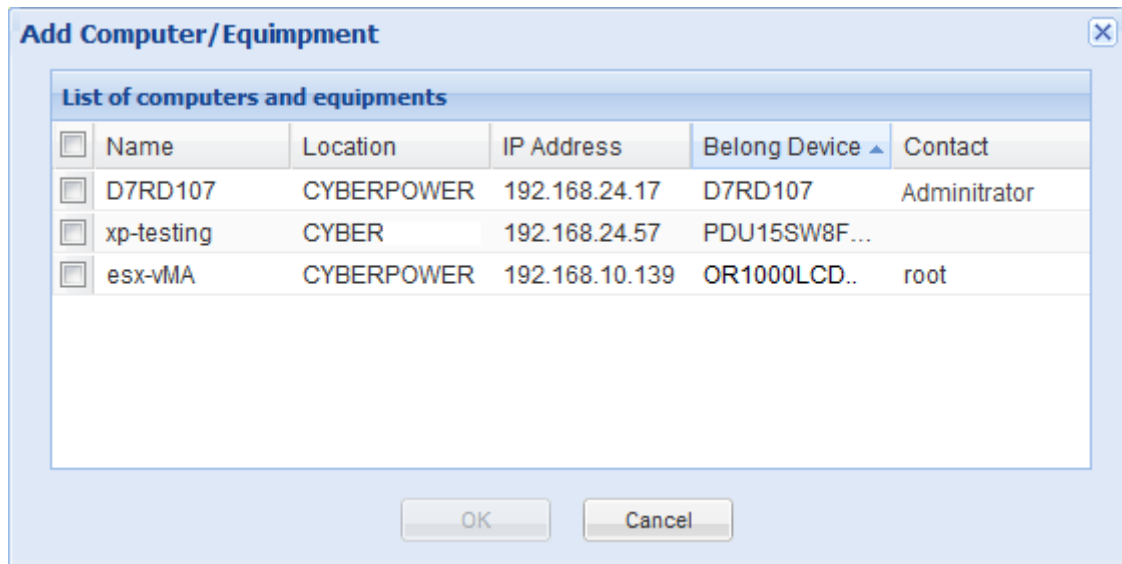 Add Computer/Equimpment
List of computers and equipments
Name Location IP Address Belong Device Contact
D7RD107 CYBERPOWER 192.168.24.17 D7RD107 Adminitrator
xp-testing CYBER 192.168.24.57 PDU15SW8F...
esx-vMA CYBERPOWER 192.168.10.139 OR1000LCD.. root
OK Cancel